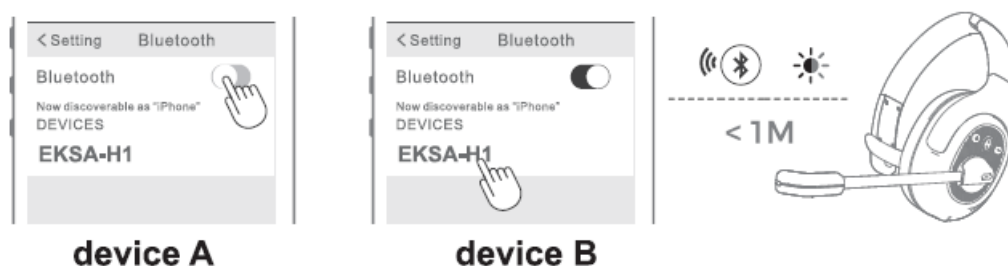 < Setting Bluetooth
Bluetooth
Now discoverable as "iPhone"
DEVICES
EKSA-H1
device A
< Setting Bluetooth
Bluetooth
Now discoverable as "iPhone"
DEVICES
EKSA-H1
device B
< 1M